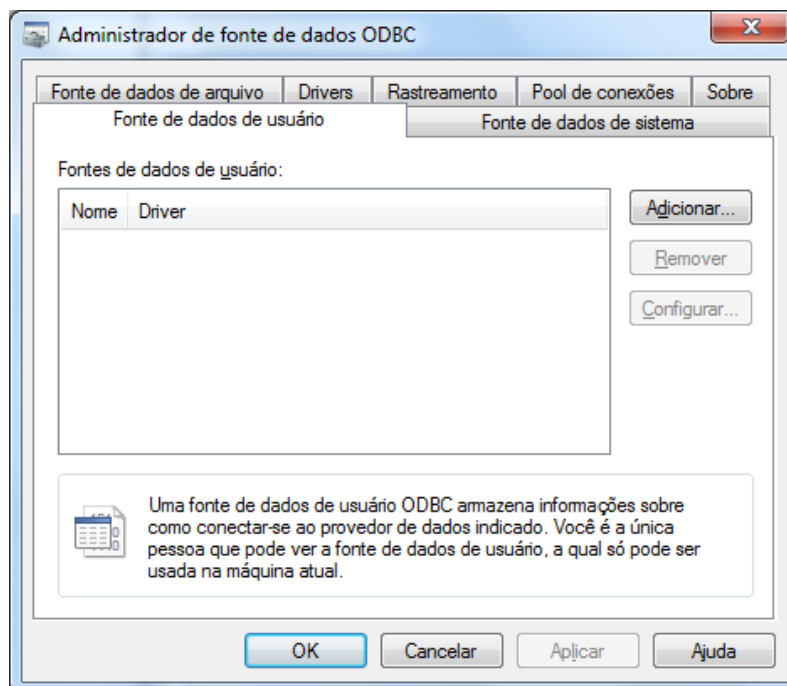 Administrador de fonte de dados ODBC
Fonte de dados de arquivo
Drivers
Rastreamento
Pool de conexões
Sobre
Fonte de dados de usuário
Fonte de dados de sistema
Fontes de dados de usuário:
Nome Driver
Adicionar...
Remover
Configurar...
Uma fonte de dados de usuário ODBC armazena informações sobre
como conectar-se ao provedor de dados indicado. Você é a única
pessoa que pode ver a fonte de dados de usuário, a qual só pode ser
usada na máquina atual.
OK
Cancelar
Aplicar
Ajuda